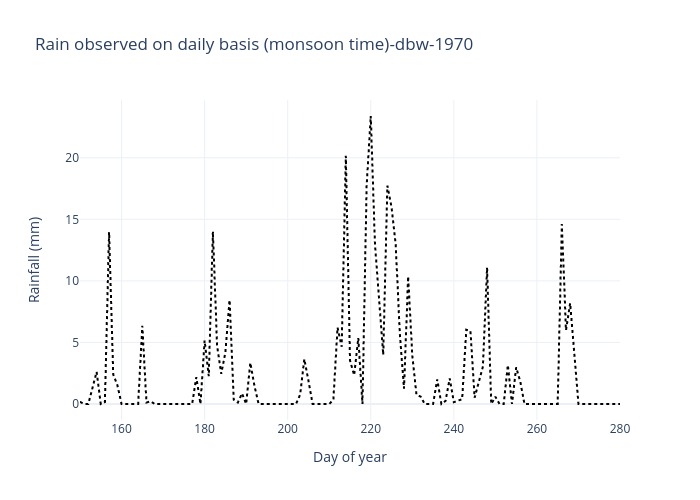 Rain observed on daily basis (monsoon time)-dbw-1970
20
15
10
5
0
Rainfall (mm)
160 180 200 220 240 260 280
Day of year